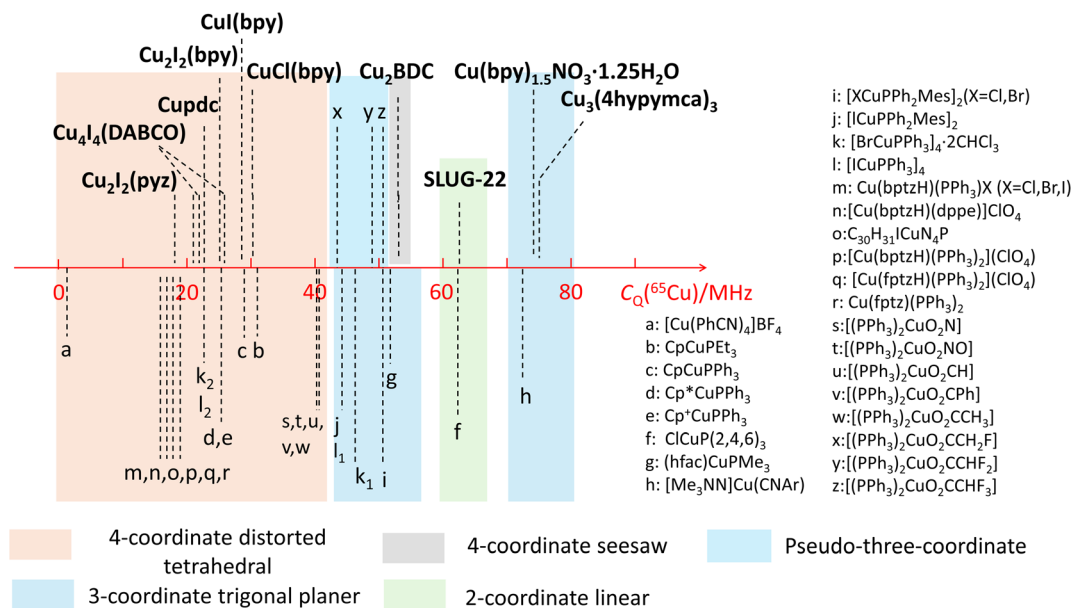 CuI(bpy)
Cu₂I₂(bpy)
CuCl(bpy)
Cu₂BDC
Cu(bpy)₁.₅NO₃·1.25H₂O
Cupdc
Cu₃(4hypymca)₃
Cu₄I₄(DABCO)
x
y z
Cu₂I₂(pyz)
SLUG-22
0 20 40 60 80 C_Q(⁶⁵Cu)/MHz
a
c b
k₂
l₂
d,e
m,n,o,p,q,r
s,t,u,
v,w
j
l₁
k₁ i
g
f
h
a: [Cu(PhCN)₄]BF₄
b: CpCuPEt₃
c: CpCuPPh₃
d: Cp*CuPPh₃
e: Cp⁺CuPPh₃
f: ClCuP(2,4,6)₃
g: (hfac)CuPMe₃
h: [Me₃NN]Cu(CNAr)
i: [XCuPPh₂Mes]₂(X=Cl,Br)
j: [ICuPPh₂Mes]₂
k: [BrCuPPh₃]₄·2CHCl₃
l: [ICuPPh₃]₄
m: Cu(bptzH)(PPh₃)X (X=Cl,Br,I)
n:[Cu(bptzH)(dppe)]ClO₄
o:C₃₀H₃₁ICuN₄P
p:[Cu(bptzH)(PPh₃)₂](ClO₄)
q: [Cu(fptzH)(PPh₃)₂](ClO₄)
r: Cu(fptz)(PPh₃)₂
s:[(PPh₃)₂CuO₂N]
t:[(PPh₃)₂CuO₂NO]
u:[(PPh₃)₂CuO₂CH]
v:[(PPh₃)₂CuO₂CPh]
w:[(PPh₃)₂CuO₂CCH₃]
x:[(PPh₃)₂CuO₂CCH₂F]
y:[(PPh₃)₂CuO₂CCHF₂]
z:[(PPh₃)₂CuO₂CCHF₃]
4-coordinate distorted
tetrahedral
4-coordinate seesaw
Pseudo-three-coordinate
3-coordinate trigonal planer
2-coordinate linear